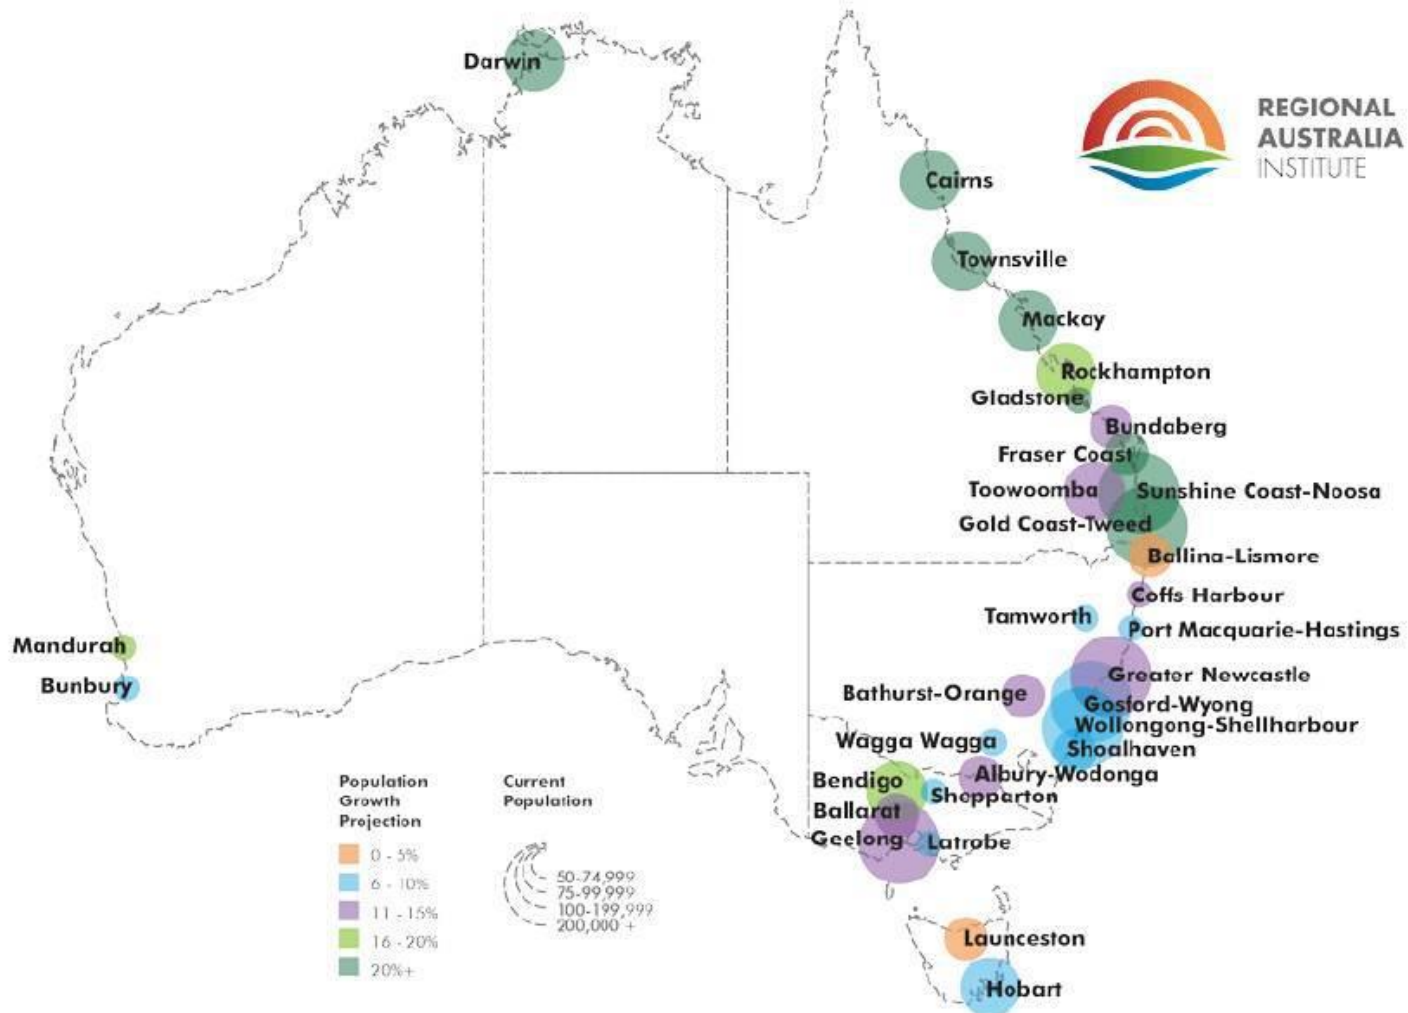 Darwin
REGIONAL
AUSTRALIA
INSTITUTE
Cairns
Townsville
Mackay
Rockhampton
Gladstone
Bundaberg
Fraser Coast
Toowoomba
Sunshine Coast-Noosa
Gold Coast-Tweed
Ballina-Lismore
Coffs Harbour
Tamworth
Port Macquarie-Hastings
Mandurah
Greater Newcastle
Bunbury
Bathurst-Orange
Gosford-Wyong
Wollongong-Shellharbour
Wagga Wagga
Shoalhaven
Albury-Wodonga
Bendigo
Shepparton
Ballarat
Geelong
Latrobe
Launceston
Hobart
Population
Growth
Projection
0 - 5%
6 - 10%
11 - 15%
16 - 20%
20%+
Current
Population
50-74,999
75-99,999
100-199,999
200,000 +